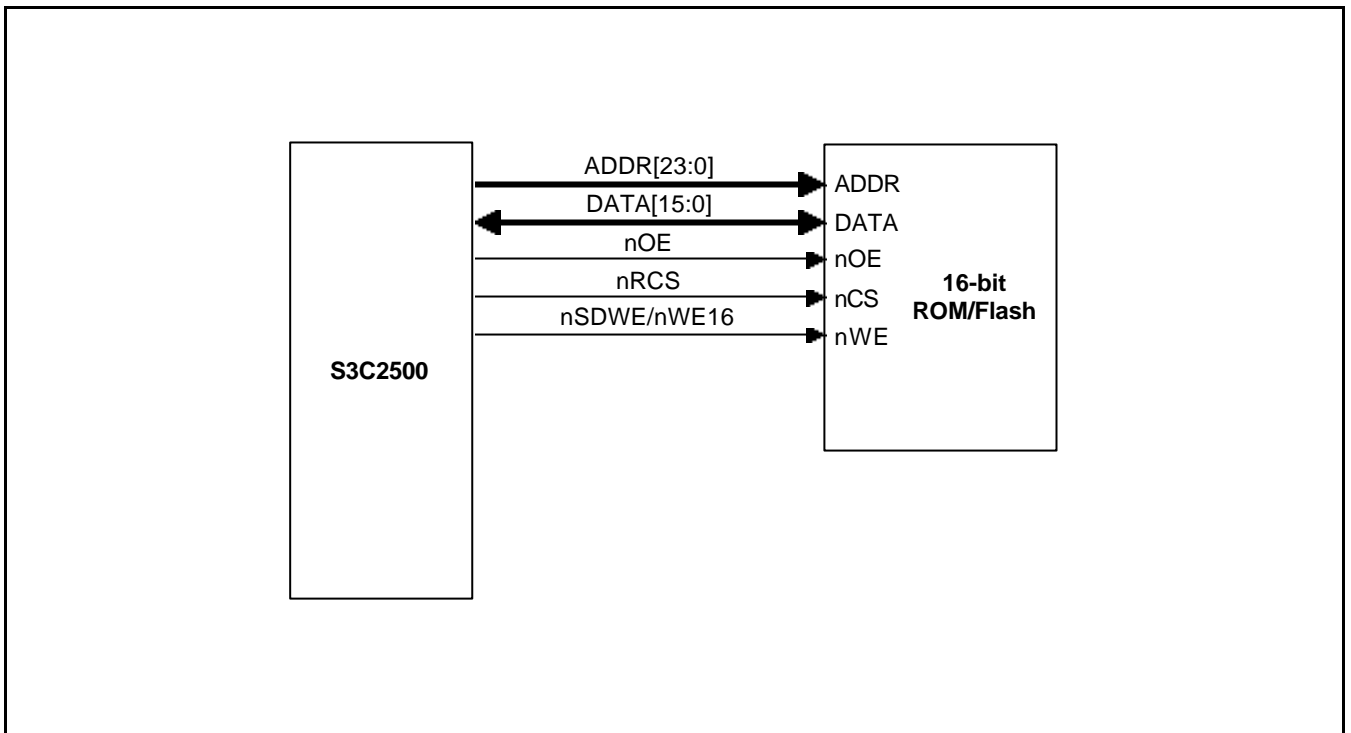 ADDR[23:0]
ADDR
DATA[15:0]
DATA
nOE
nOE
nRCS
nCS
nSDWE/nWE16
nWE
16-bit
ROM/Flash
S3C2500